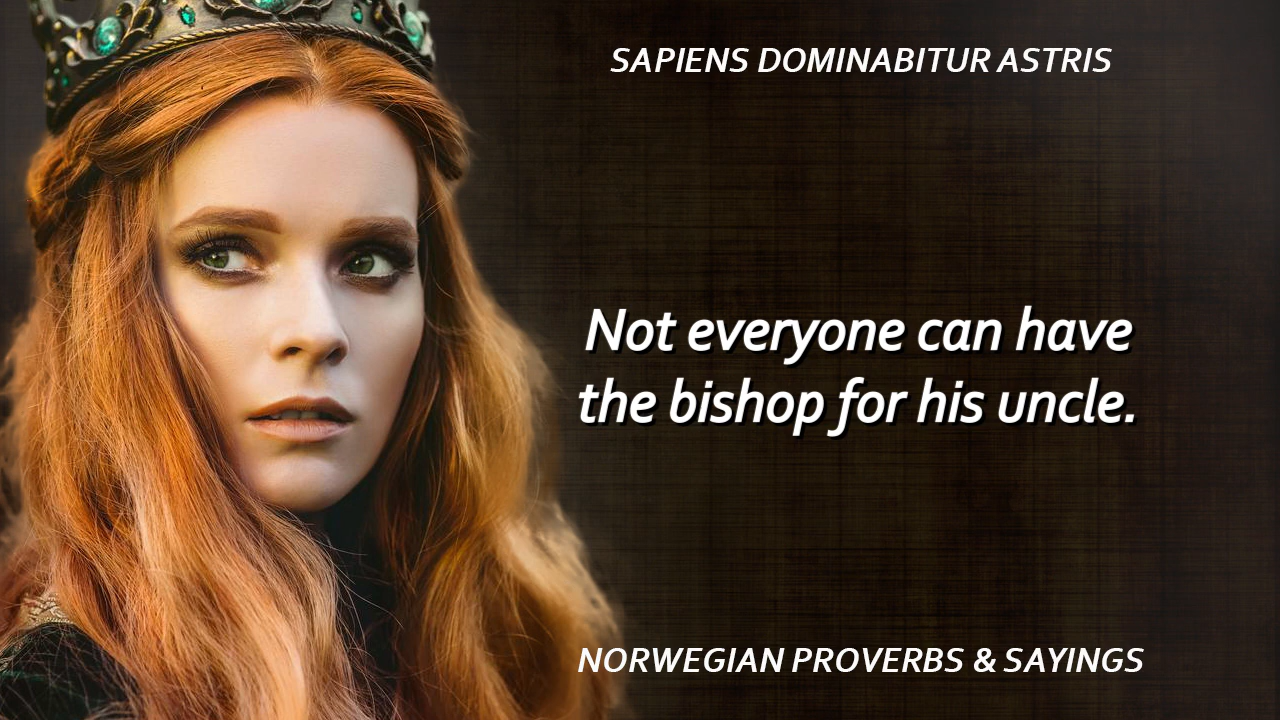 SAPIENS DOMINABITUR ASTRIS
Not everyone can have
the bishop for his uncle.
NORWEGIAN PROVERBS & SAYINGS